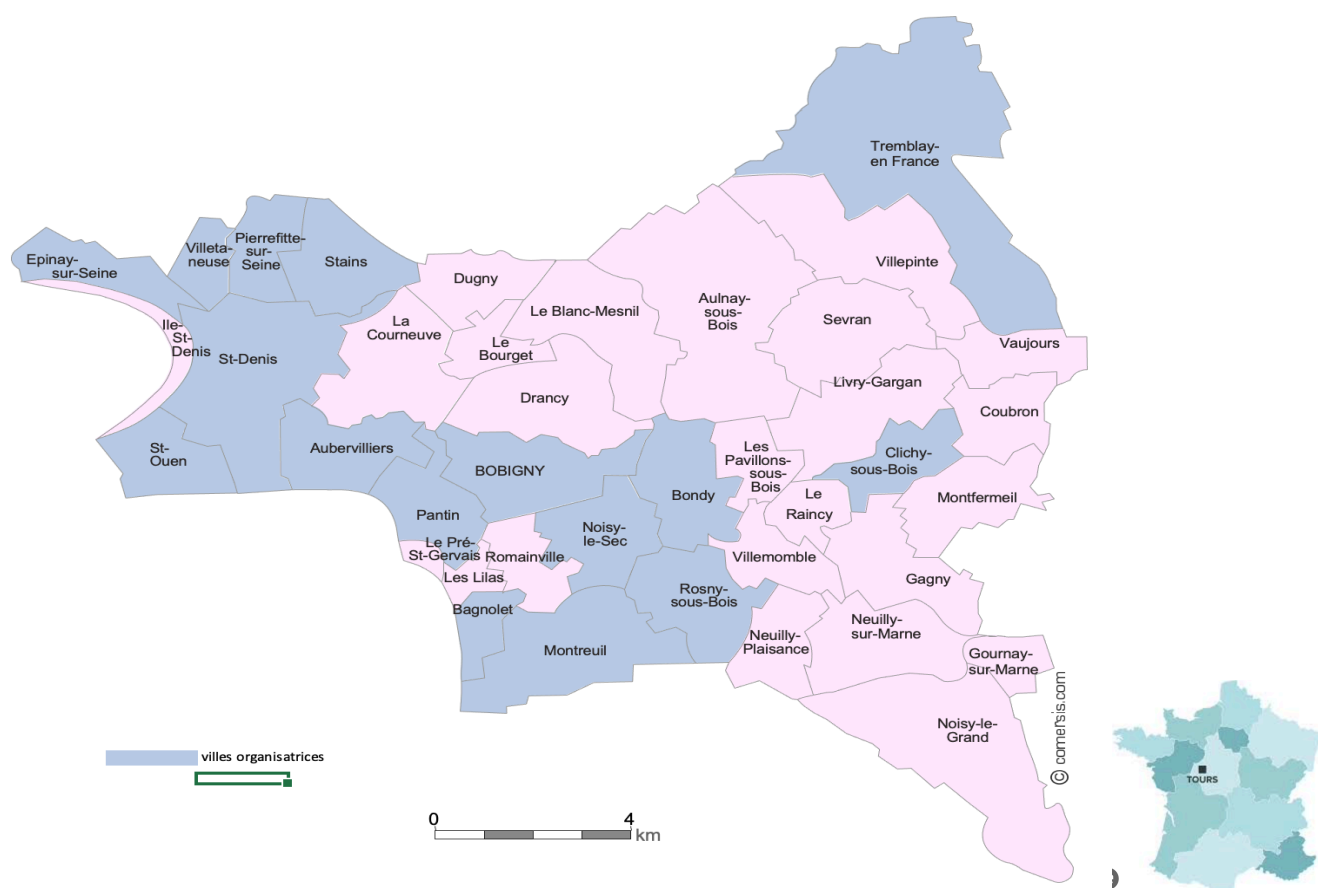 Tremblay-
en France
Epinay-
sur-Seine
Villeta-
neuse
Pierrefitte-
sur-
Seine
Stains
Dugny
Villepinte
Ile-
St-
Denis
St-Denis
La
Courneuve
Le
Bourget
Le Blanc-Mesnil
Aulnay-
sous-
Bois
Sevran
Vaujours
Drancy
Livry-Gargan
Coubron
St-
Ouen
Aubervilliers
BOBIGNY
Bondy
Les
Pavillons-
sous-
Bois
Clichy-
sous-Bois
Le
Raincy
Montfermeil
Pantin
Le Pré-
St-Gervais
Les Lilas
Romainville
Noisy-
le-Sec
Villemomble
Gagny
Bagnolet
Rosny-
sous-Bois
Montreuil
Neuilly-
Plaisance
Neuilly-
sur-Marne
Gournay-
sur-Marne
Noisy-le-
Grand
© comersis.com
villes organisatrices
0 4
km
TOURS